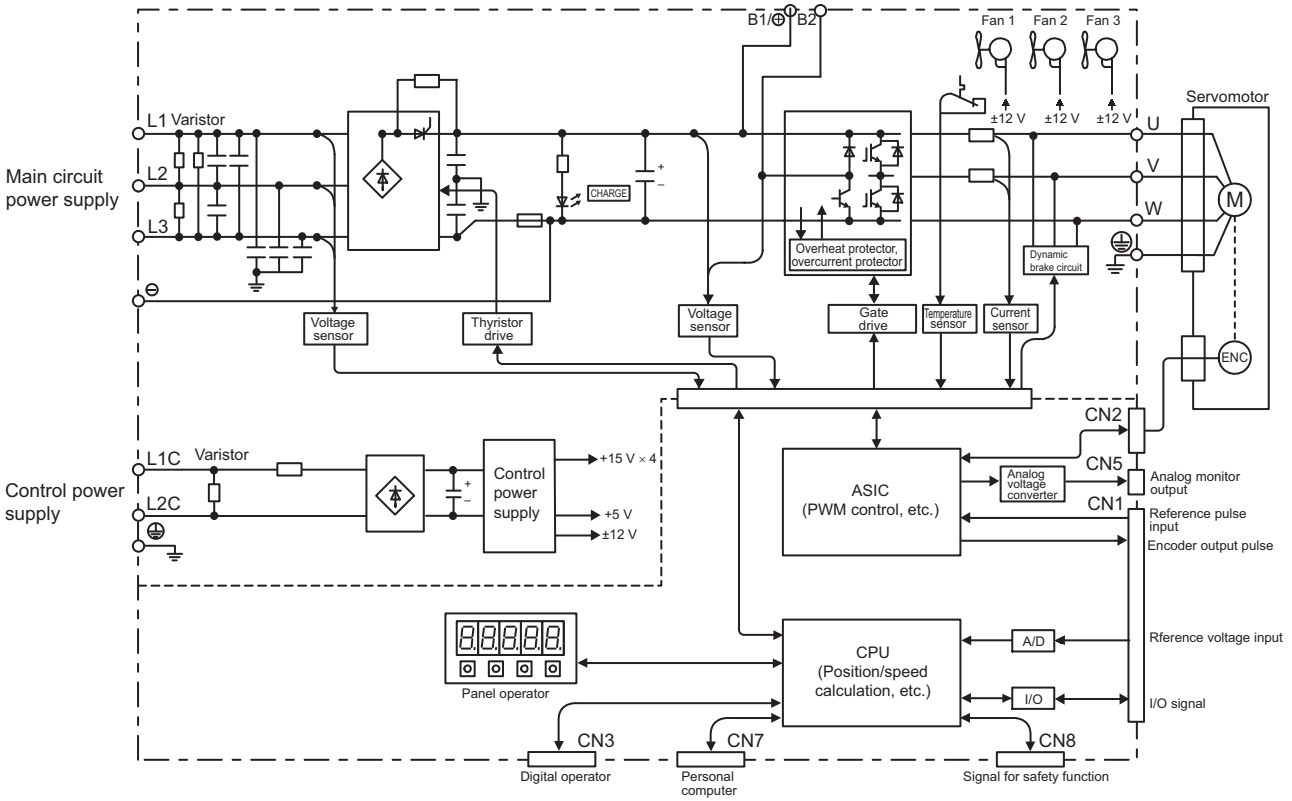 B1/⊕ B2
Fan 1 Fan 2 Fan 3
±12 V ±12 V ±12 V
Servomotor
L1 Varistor
U
L2
V
Main circuit
power supply
+
–
CHARGE
M
L3
W
Overheat protector,
overcurrent protector
Dynamic
brake circuit
⊖
Voltage
sensor
Thyristor
drive
Voltage
sensor
Gate
drive
Temperature
sensor
Current
sensor
ENC
CN2
L1C Varistor
+15 V × 4
Control power
supply
+
–
Control
power
supply
ASIC
(PWM control, etc.)
Analog
voltage
converter
CN5
Analog monitor
output
L2C
+5 V
±12 V
CN1
Reference pulse
input
Encoder output pulse
8.8.8.8.8.
Panel operator
CPU
(Position/speed
calculation, etc.)
A/D
Rference voltage input
I/O
I/O signal
CN3
Digital operator
CN7
Personal
computer
CN8
Signal for safety function